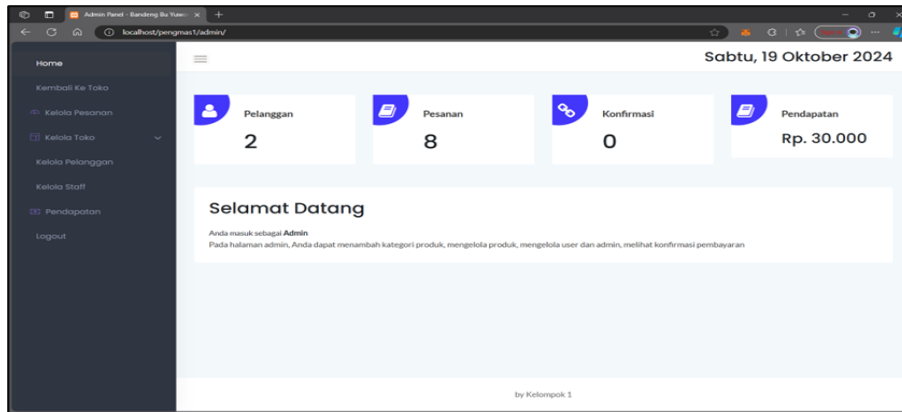 Admin Panel - Bandeng Bu Yuwo
localhost/pengmas1/admin/
Home
Kembali Ke Toko
Kelola Pesanan
Kelola Toko
Kelola Pelanggan
Kelola Staff
Pendapatan
Logout
Sabtu, 19 Oktober 2024
Pelanggan
2
Pesanan
8
Konfirmasi
0
Pendapatan
Rp. 30.000
Selamat Datang
Anda masuk sebagai Admin
Pada halaman admin, Anda dapat menambah kategori produk, mengelola produk, mengelola user dan admin, melihat konfirmasi pembayaran
by Kelompok 1